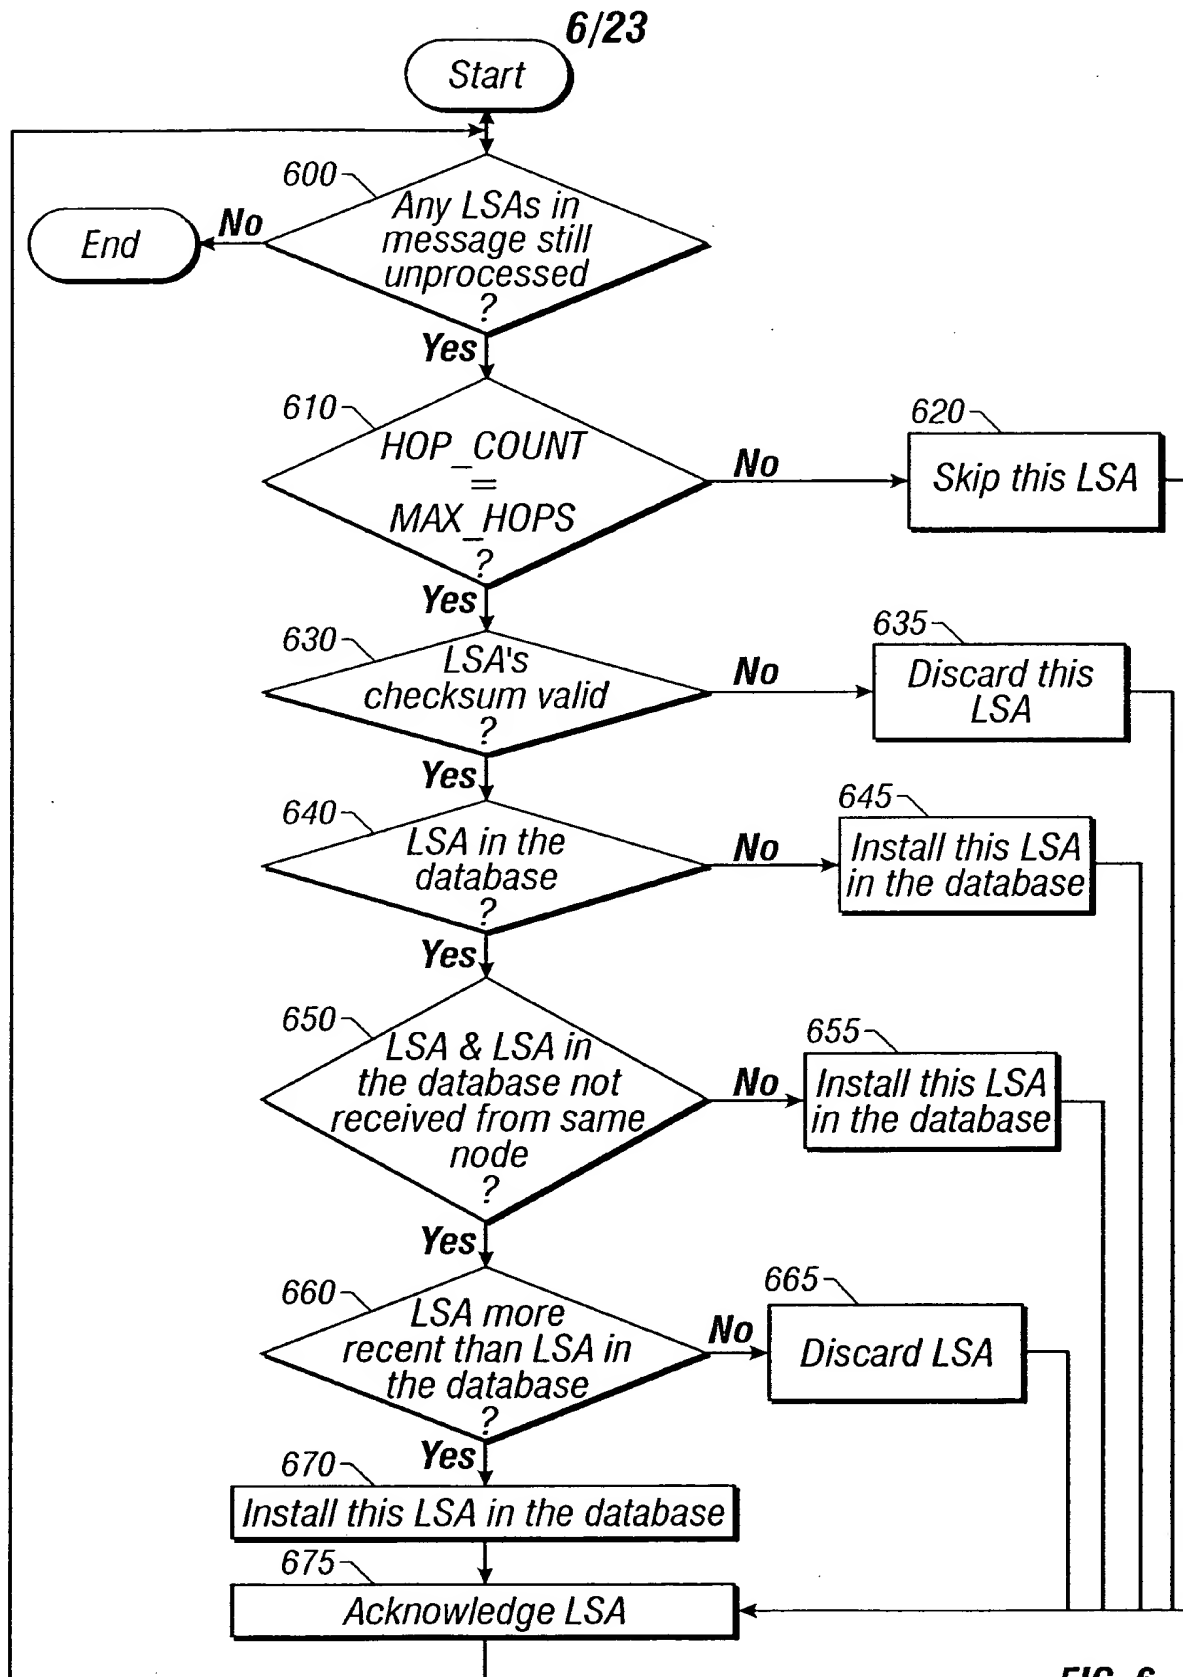 6/23
Start
600
Any LSAs in
message still
unprocessed
?
No
End
Yes
610
HOP_COUNT
=
MAX_HOPS
?
No
620
Skip this LSA
Yes
630
LSA's
checksum valid
?
No
635
Discard this
LSA
Yes
640
LSA in the
database
?
No
645
Install this LSA
in the database
Yes
650
LSA & LSA in
the database not
received from same
node
?
No
655
Install this LSA
in the database
Yes
660
LSA more
recent than LSA in
the database
?
No
665
Discard LSA
Yes
670
Install this LSA in the database
675
Acknowledge LSA
FIG. 6